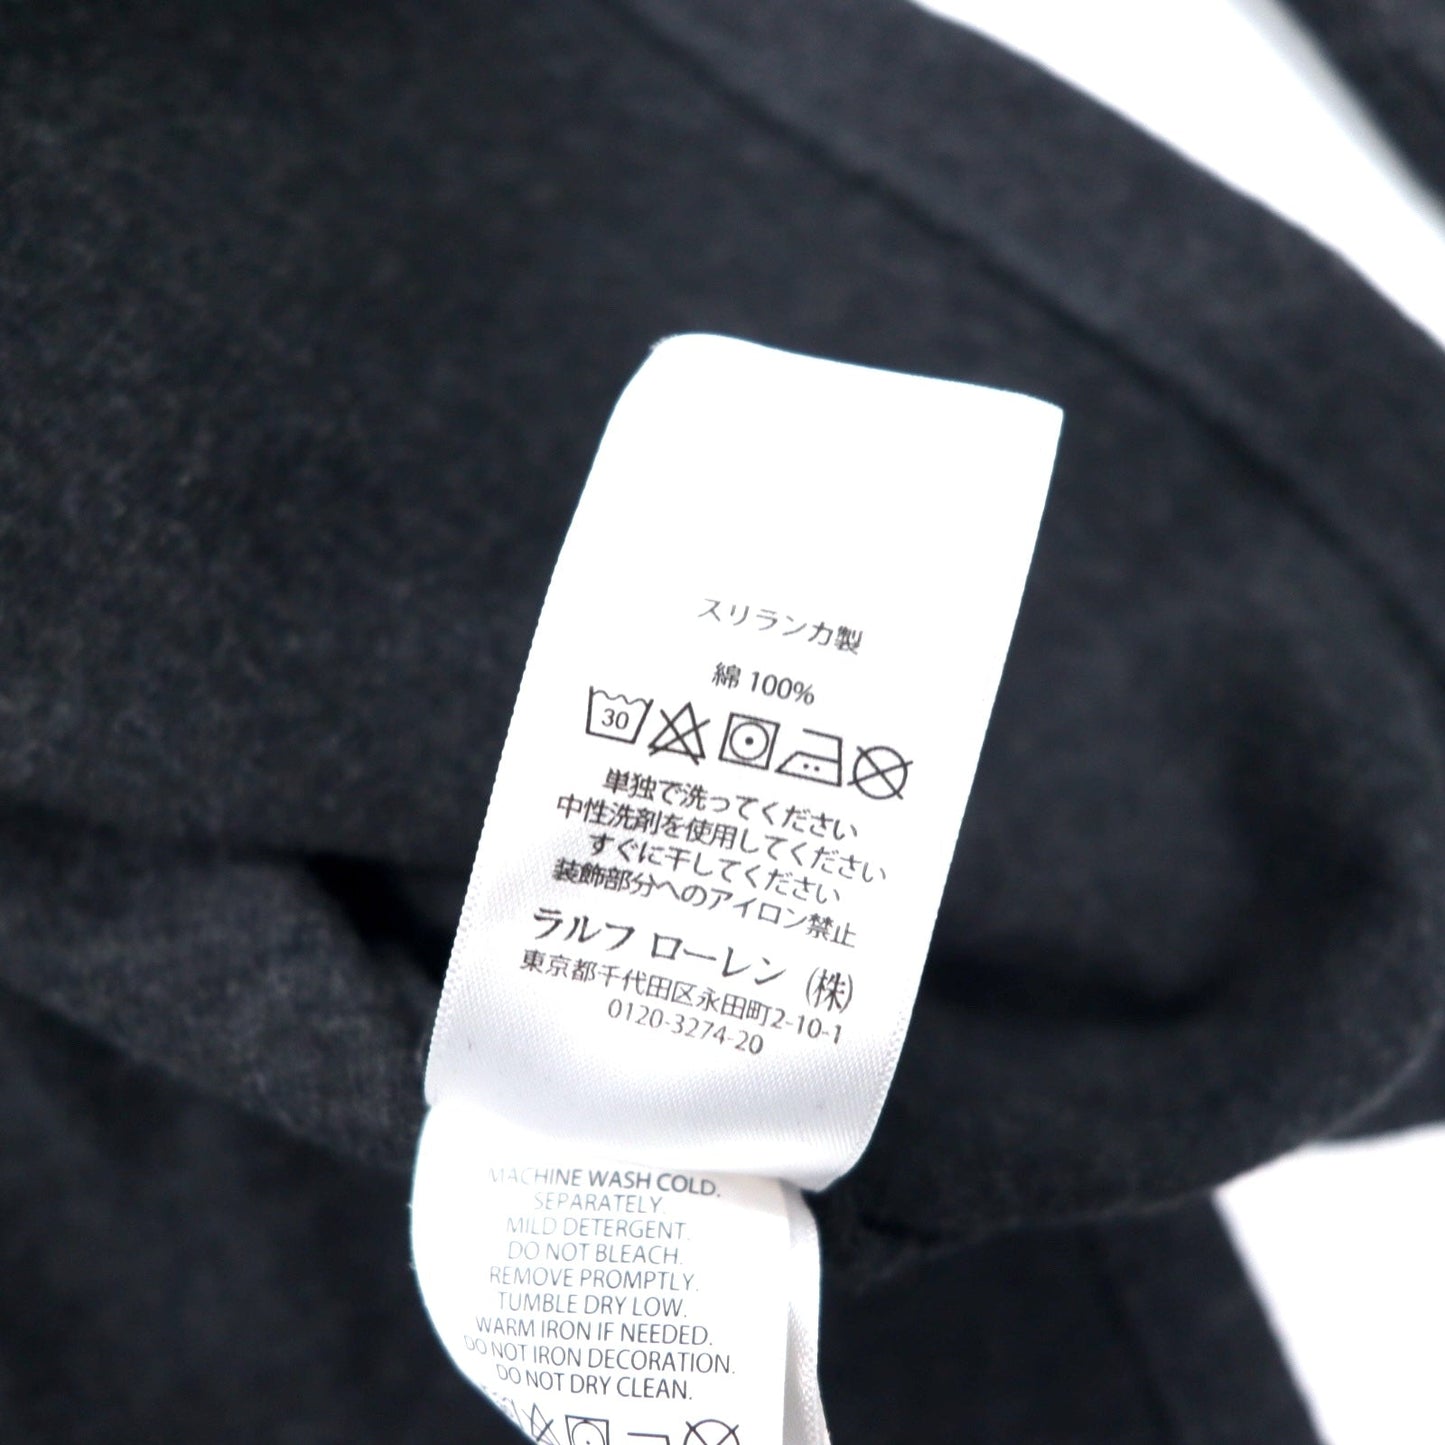 スリランカ製
綿 100%
30
単独で洗ってください
中性洗剤を使用してください
すぐに干してください
装飾部分へのアイロン禁止
ラルフ ローレン (株)
東京都千代田区永田町2-10-1
0120-3274-20
MACHINE WASH COLD.
SEPARATELY.
MILD DETERGENT.
DO NOT BLEACH.
REMOVE PROMPTLY.
TUMBLE DRY LOW.
WARM IRON IF NEEDED.
DO NOT IRON DECORATION.
DO NOT DRY CLEAN.